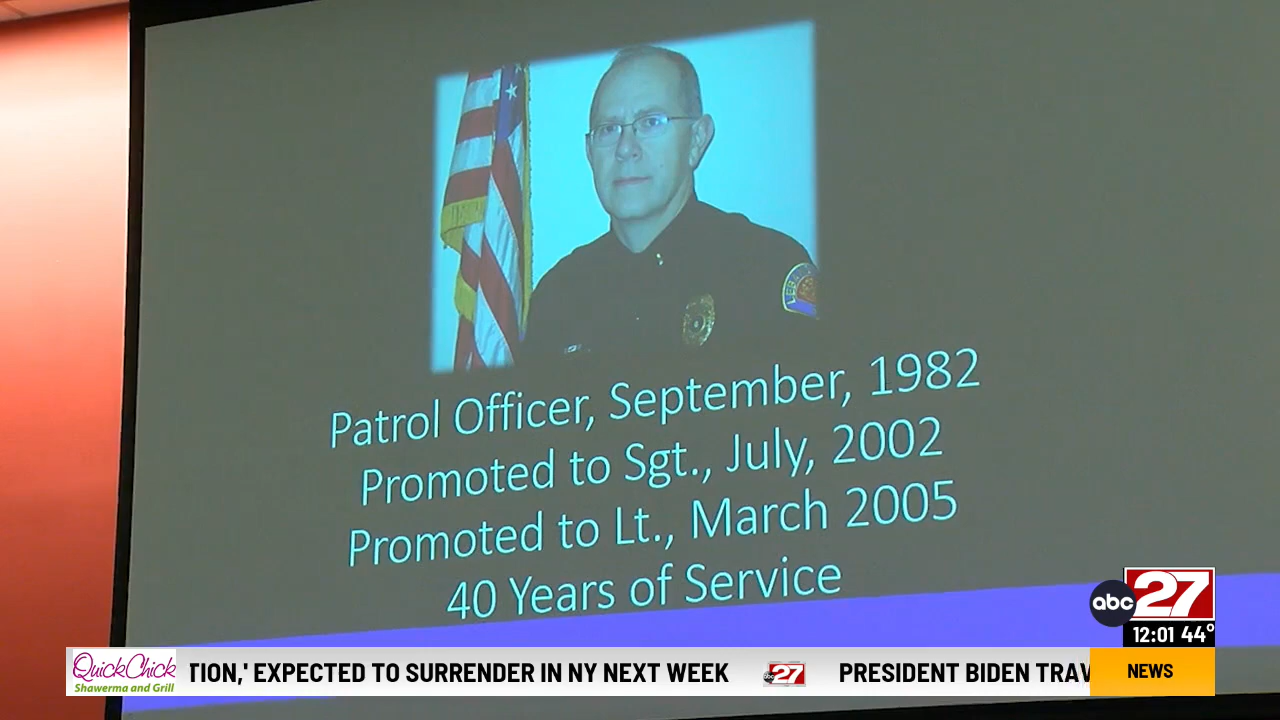 Patrol Officer, September, 1982
Promoted to Sgt., July, 2002
Promoted to Lt., March 2005
40 Years of Service
abc 27
12:01 44°
QuickChick
Shawerma and Grill
TION,' EXPECTED TO SURRENDER IN NY NEXT WEEK abc 27 PRESIDENT BIDEN TRAV
NEWS